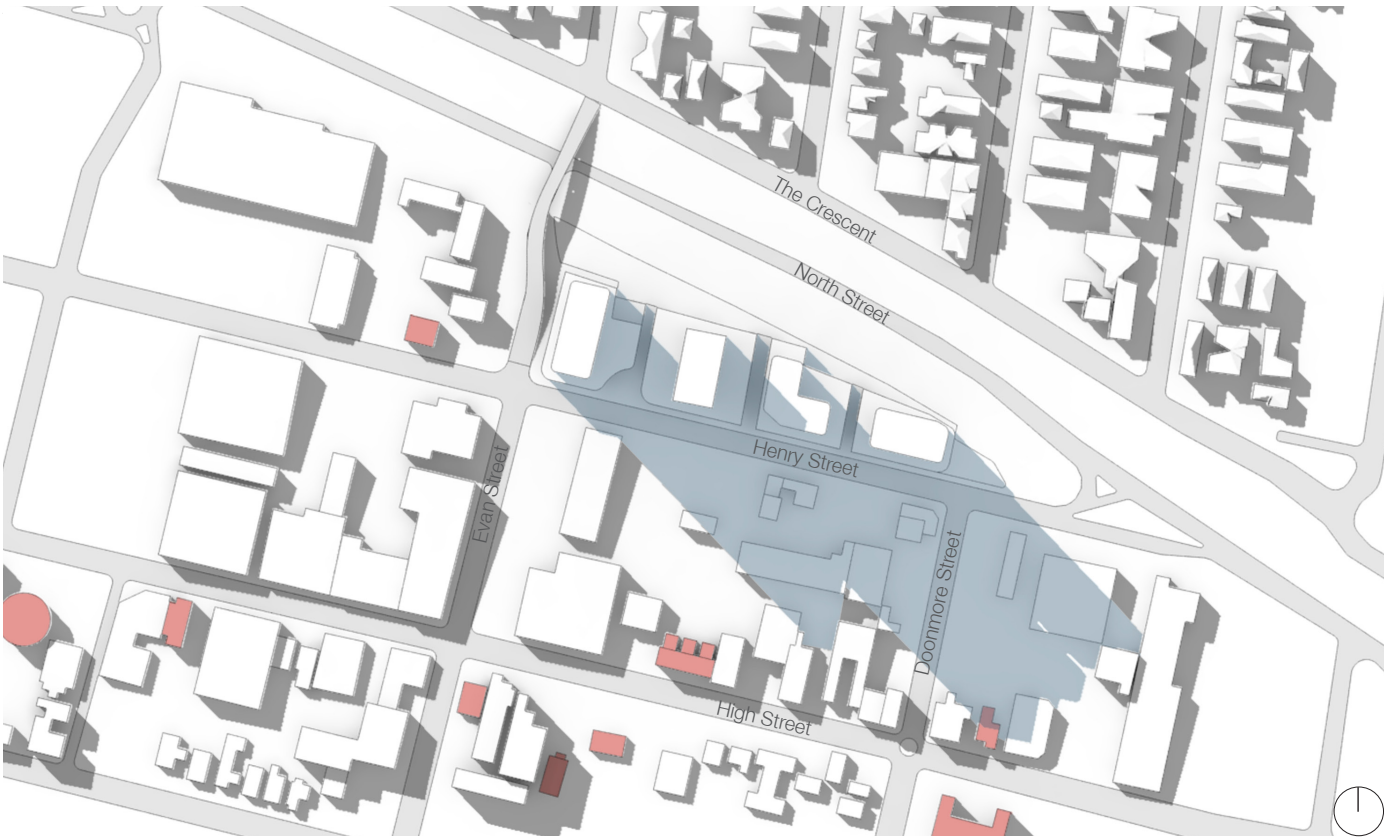 The Crescent
North Street
Henry Street
Evan Street
Doonmore Street
High Street